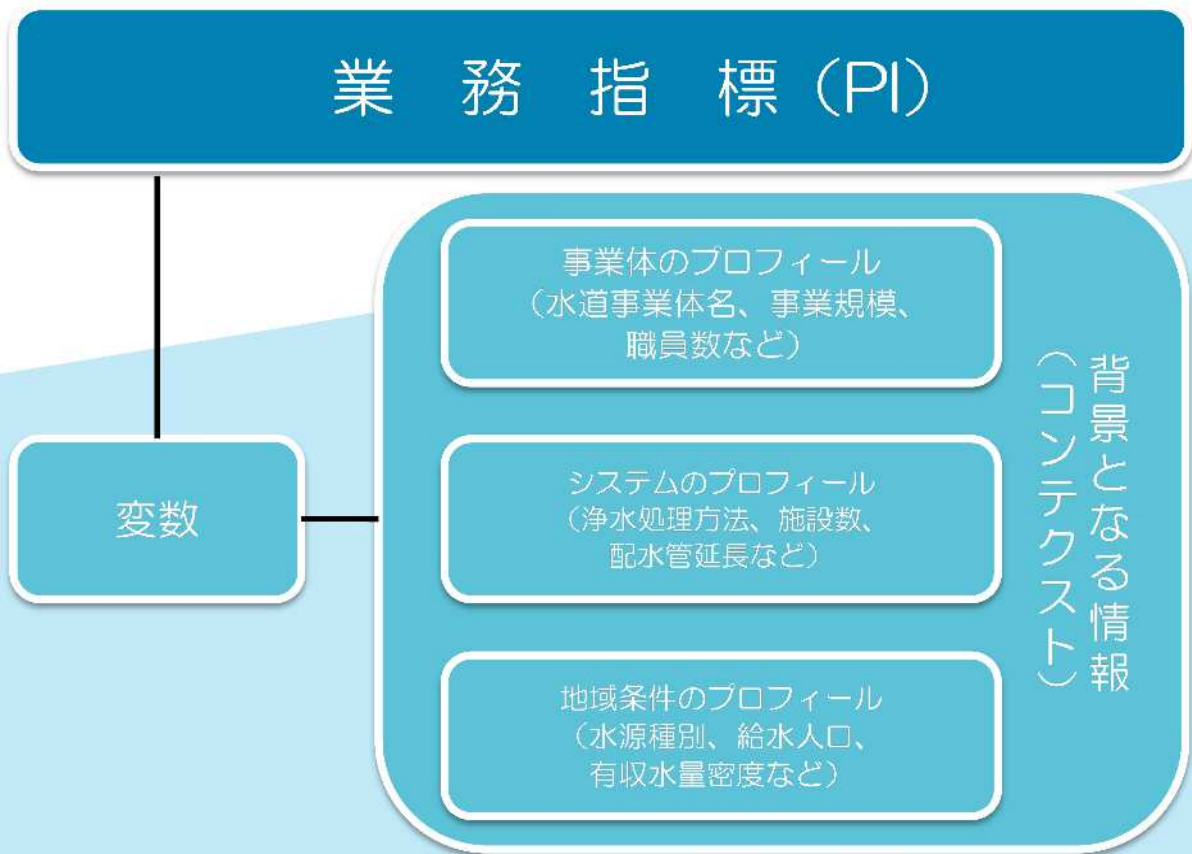 業務指標（PI）
事業体のプロフィール
（水道事業体名、事業規模、
職員数など）
変数
システムのプロフィール
（浄水処理方法、施設数、
配水管延長など）
地域条件のプロフィール
（水源種別、給水人口、
有収水量密度など）
背景となる情報
（コンテクスト）